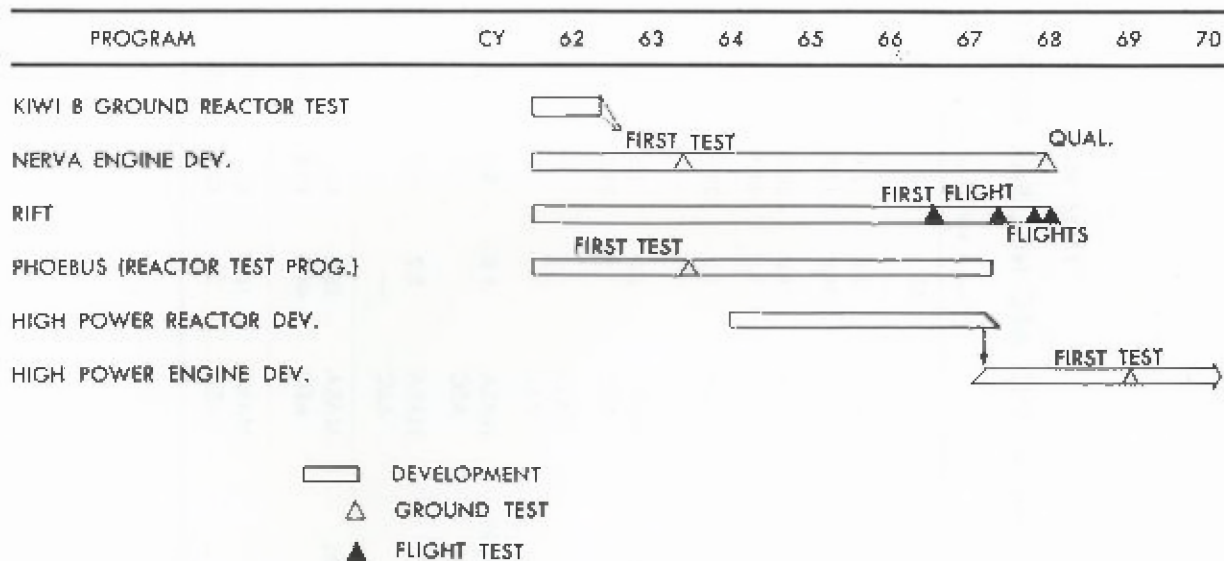 PROGRAM CY 62 63 64 65 66 67 68 69 70
KIWI B GROUND REACTOR TEST
FIRST TEST QUAL.
NERVA ENGINE DEV.
FIRST FLIGHT
RIFT
FLIGHTS
FIRST TEST
PHOEBUS (REACTOR TEST PROG.)
HIGH POWER REACTOR DEV.
FIRST TEST
HIGH POWER ENGINE DEV.
DEVELOPMENT
GROUND TEST
FLIGHT TEST